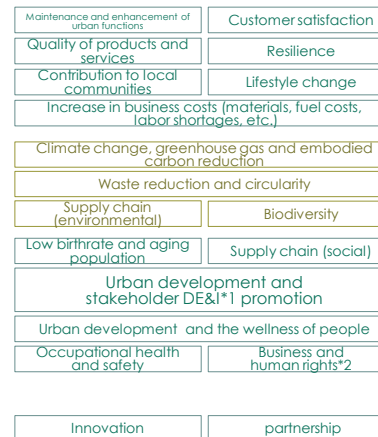 Maintenance and enhancement of
urban functions
Customer satisfaction
Quality of products and
services
Resilience
Contribution to local
communities
Lifestyle change
Increase in business costs (materials, fuel costs,
labor shortages, etc.)
Climate change, greenhouse gas and embodied
carbon reduction
Waste reduction and circularity
Supply chain
(environmental)
Biodiversity
Low birthrate and aging
population
Supply chain (social)
Urban development and
stakeholder DE&I*1 promotion
Urban development and the wellness of people
Occupational health
and safety
Business and
human rights*2
Innovation
partnership